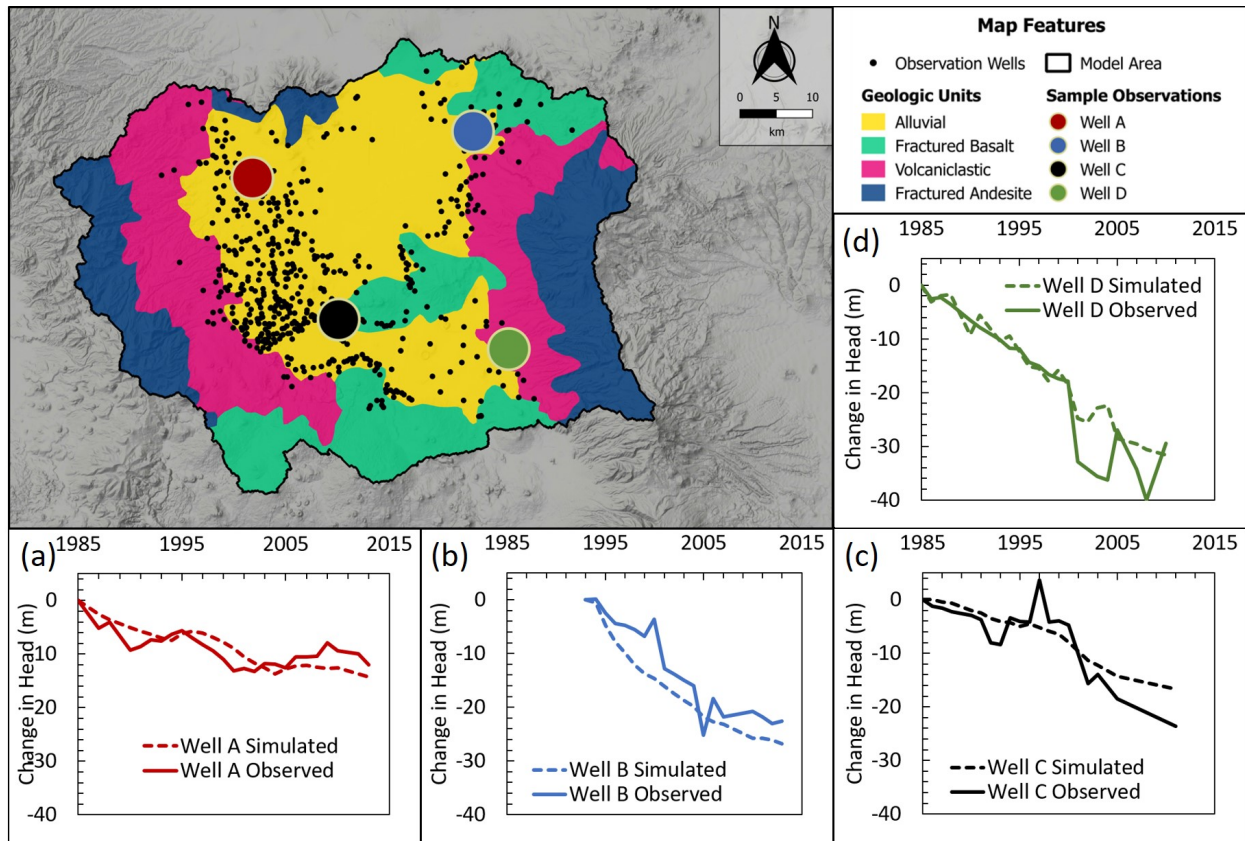 N
0 5 10
km
Map Features
Observation Wells Model Area
Geologic Units Sample Observations
Alluvial Well A
Fractured Basalt Well B
Volcaniclastic Well C
Fractured Andesite Well D
(d)
1985 1995 2005 2015
0
-10
-20
-30
-40
Change in Head (m)
Well D Simulated
Well D Observed
(a)
1985 1995 2005 2015
0
10
-20
-30
-40
Change in Head (m)
Well A Simulated
Well A Observed
(b)
1985 1995 2005 2015
0
-10
-20
-30
-40
Change in Head (m)
Well B Simulated
Well B Observed
(c)
1985 1995 2005 2015
0
-10
-20
-30
-40
Change in Head (m)
Well C Simulated
Well C Observed